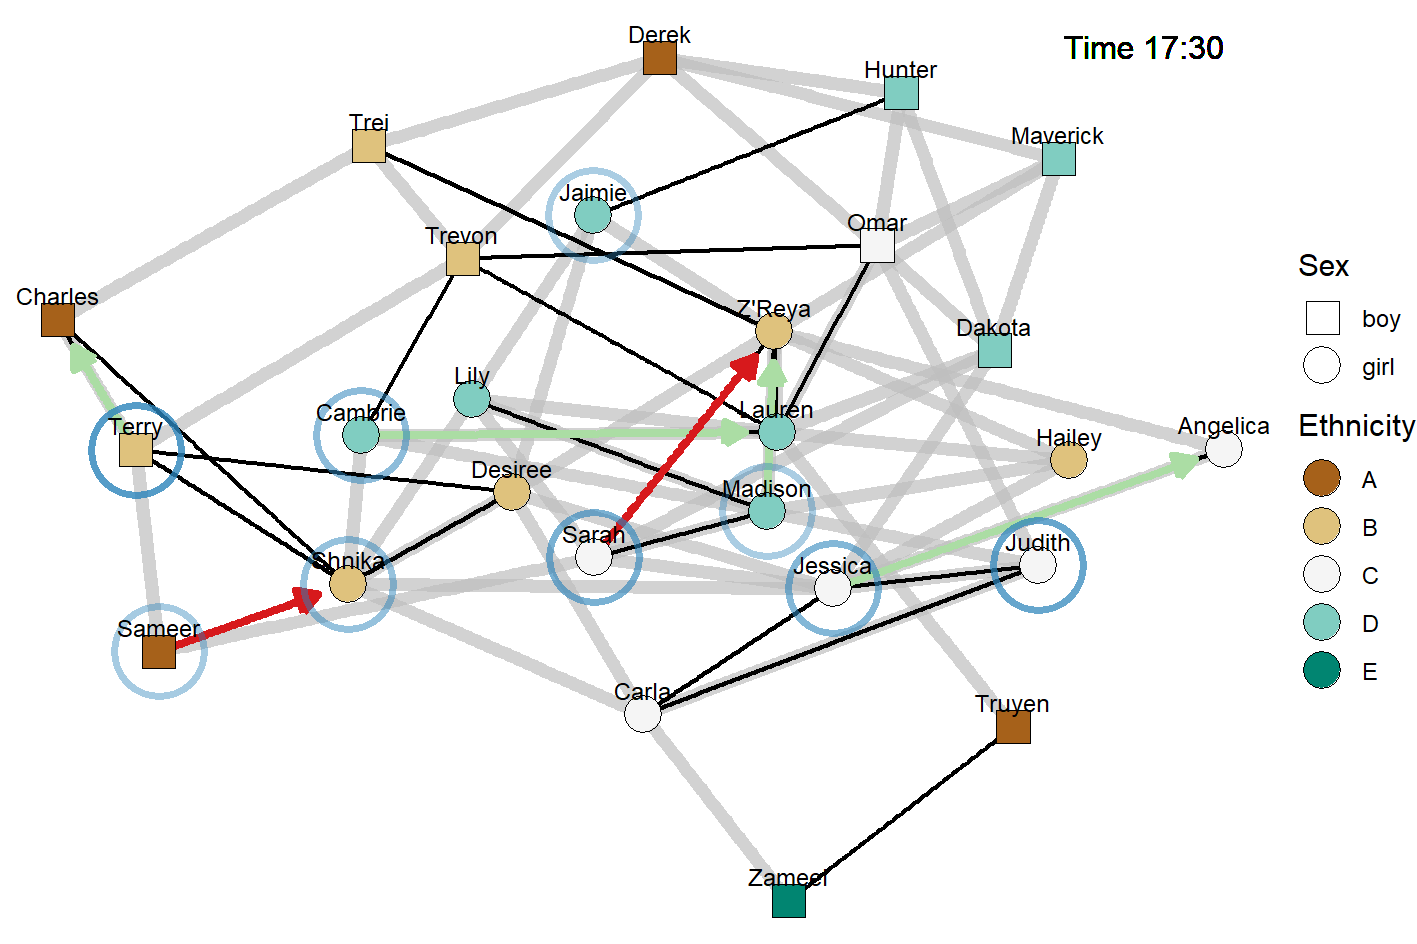 Derek
Time 17:30
Hunter
Trei
Maverick
Jaimie
Omar
Trevon
Charles
Z'Reya
Dakota
Lily
Cambrie
Lauren
Terry
Angelica
Hailey
Desiree
Madison
Sarah
Judith
Shnika
Jessica
Sameer
Carla
Truyen
Zameel
Sex
boy
girl
Ethnicity
A
B
C
D
E